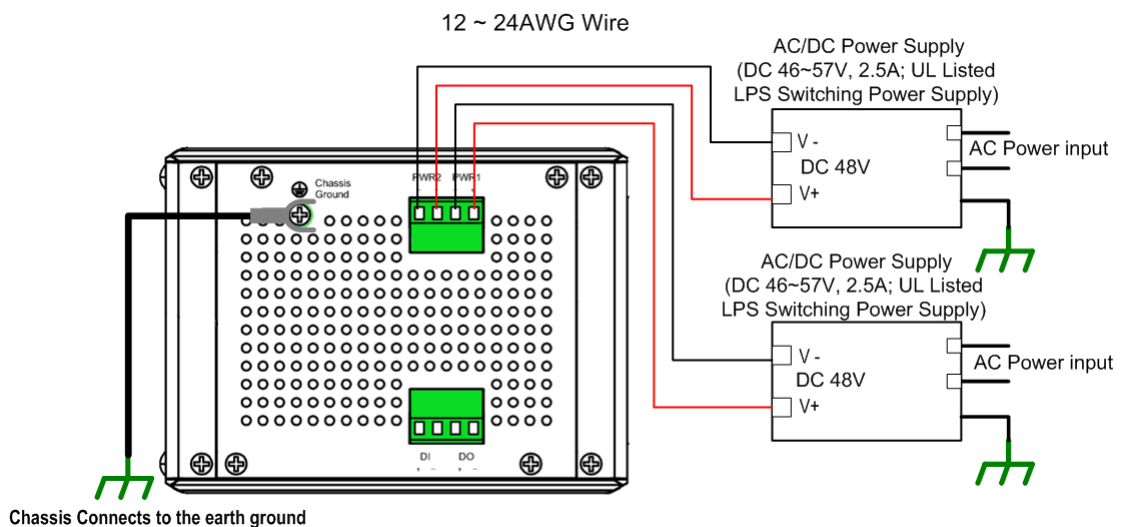 12 ~ 24AWG Wire
AC/DC Power Supply
(DC 46~57V, 2.5A; UL Listed
LPS Switching Power Supply)
V -
DC 48V
V+
AC Power input
Chassis
Ground
PWR2 PWR1
- + - +
AC/DC Power Supply
(DC 46~57V, 2.5A; UL Listed
LPS Switching Power Supply)
V -
DC 48V
V+
AC Power input
DI DO
+ - + -
Chassis Connects to the earth ground